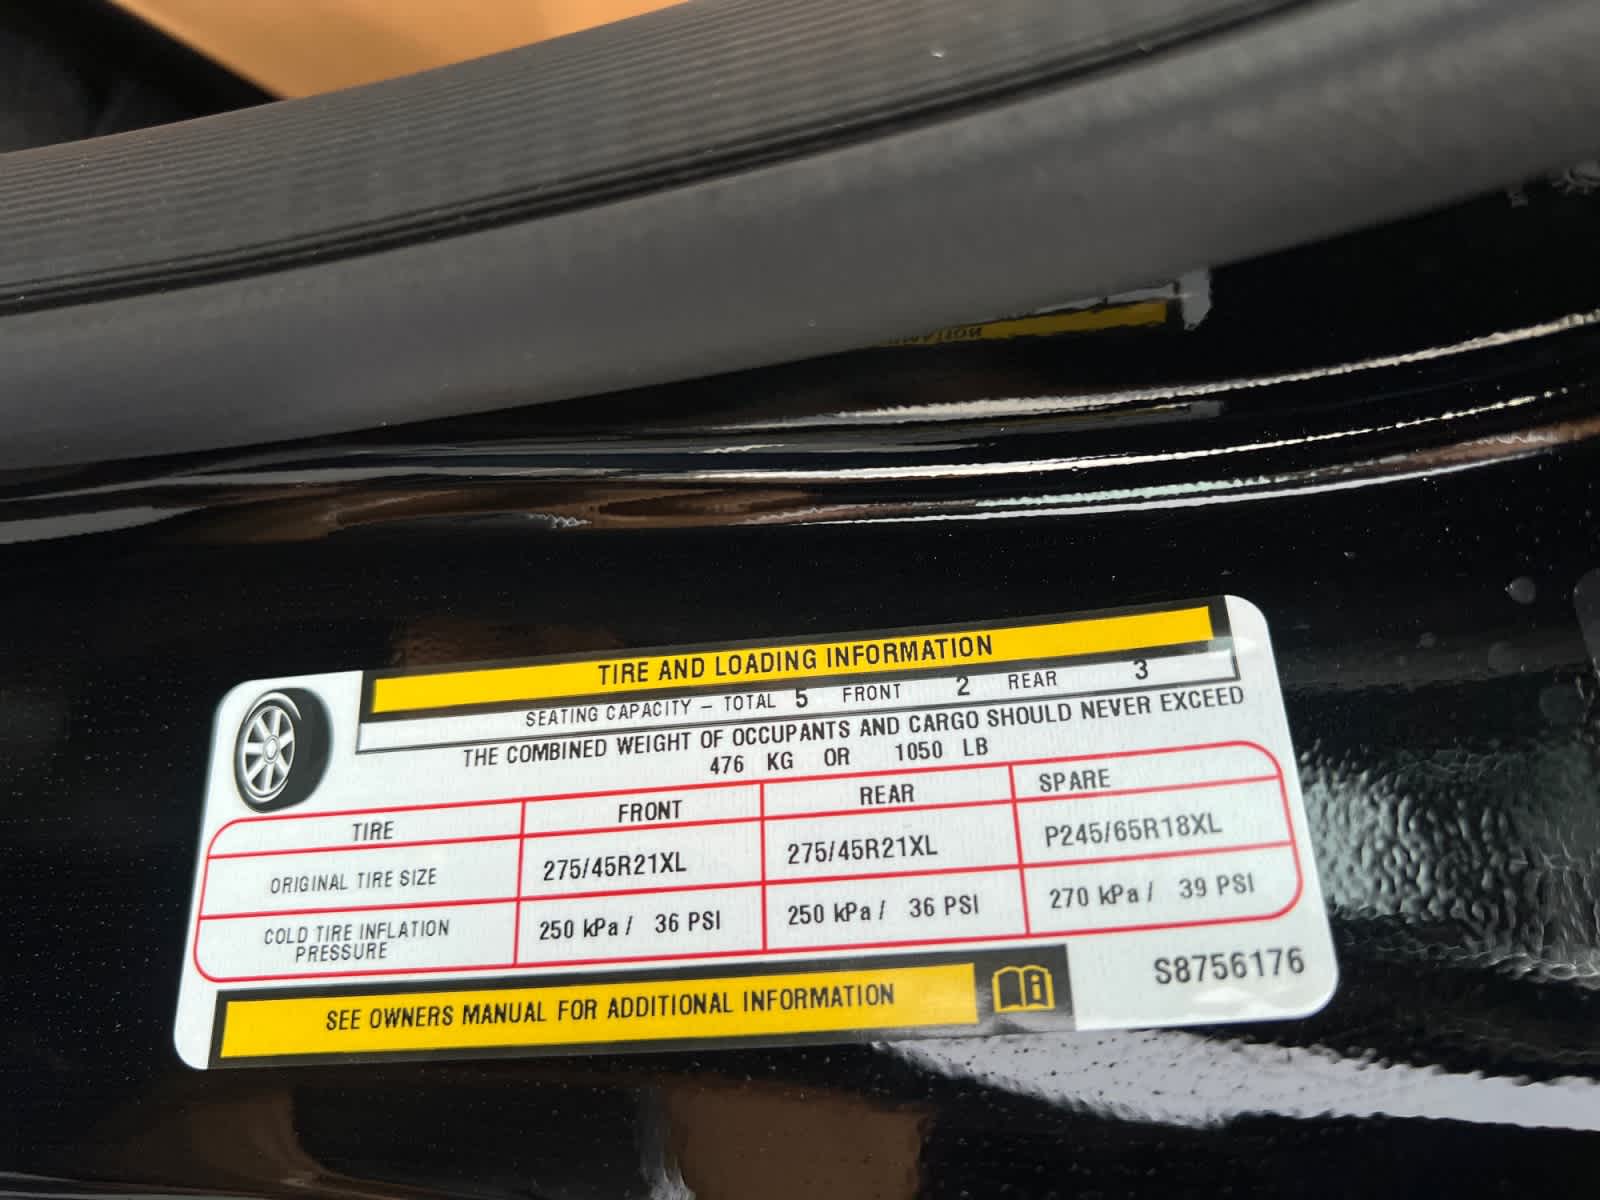 TIRE AND LOADING INFORMATION
SEATING CAPACITY – TOTAL 5 FRONT 2 REAR 3
THE COMBINED WEIGHT OF OCCUPANTS AND CARGO SHOULD NEVER EXCEED
476 KG OR 1050 LB
TIRE FRONT REAR SPARE
ORIGINAL TIRE SIZE 275/45R21XL 275/45R21XL P245/65R18XL
COLD TIRE INFLATION
PRESSURE 250 kPa / 36 PSI 250 kPa / 36 PSI 270 kPa / 39 PSI
SEE OWNERS MANUAL FOR ADDITIONAL INFORMATION
S8756176